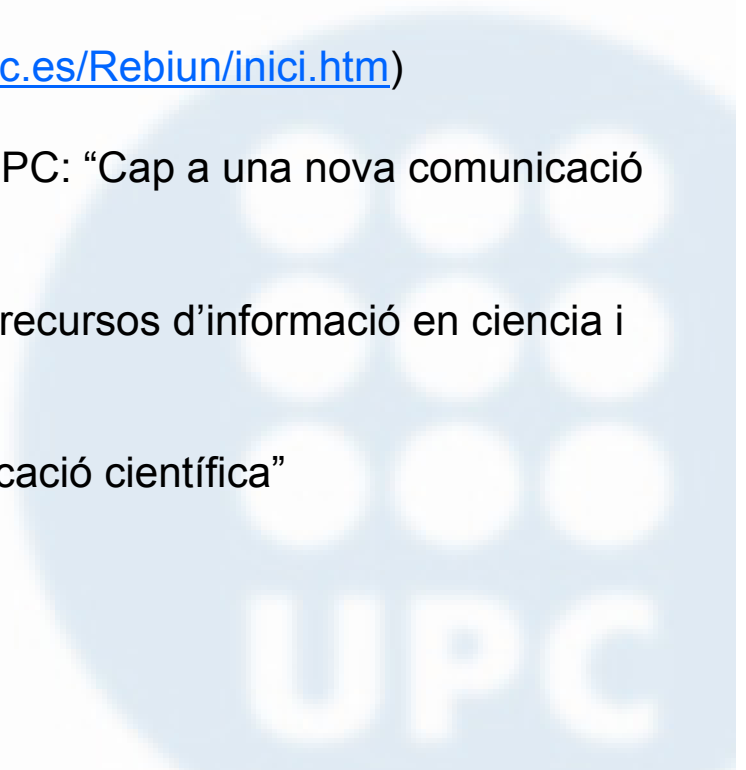 c.es/Rebiun/inici.htm)
PC: “Cap a una nova comunicació
recursos d’informació en ciencia i
cació científica”
UPC